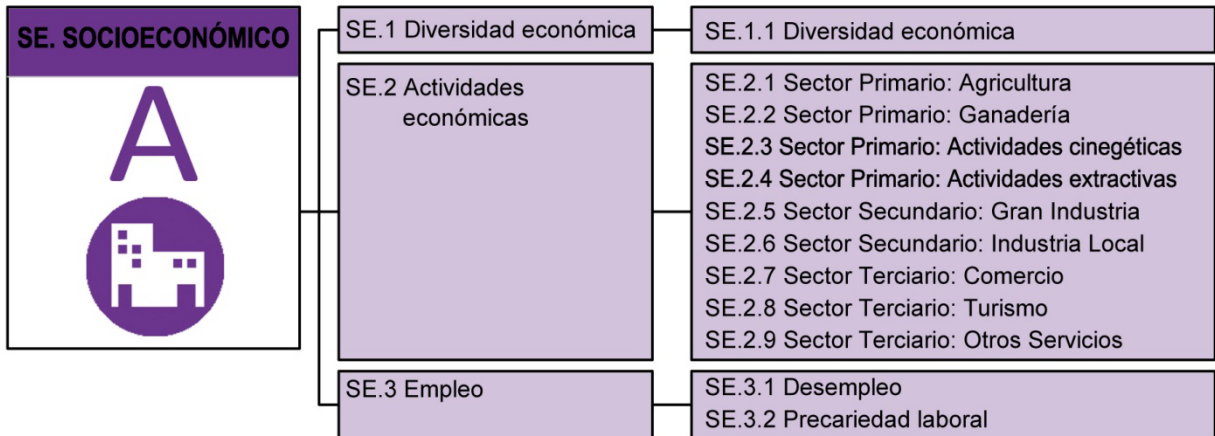 SE. SOCIOECONÓMICO
A
SE.1 Diversidad económica
SE.1.1 Diversidad económica
SE.2 Actividades
económicas
SE.2.1 Sector Primario: Agricultura
SE.2.2 Sector Primario: Ganadería
SE.2.3 Sector Primario: Actividades cinegéticas
SE.2.4 Sector Primario: Actividades extractivas
SE.2.5 Sector Secundario: Gran Industria
SE.2.6 Sector Secundario: Industria Local
SE.2.7 Sector Terciario: Comercio
SE.2.8 Sector Terciario: Turismo
SE.2.9 Sector Terciario: Otros Servicios
SE.3 Empleo
SE.3.1 Desempleo
SE.3.2 Precariedad laboral